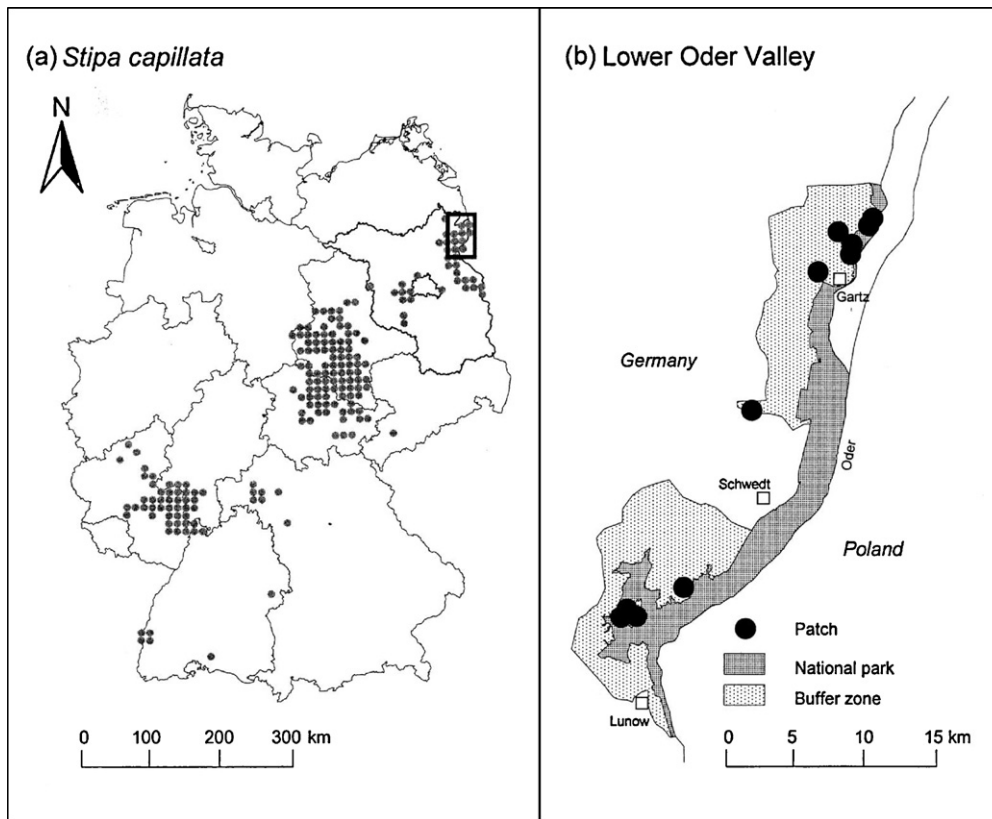 (a) Stipa capillata
N
0 100 200 300 km
(b) Lower Oder Valley
Gartz
Germany
Oder
Schwedt
Poland
Patch
National park
Buffer zone
Lunow
0 5 10 15 km